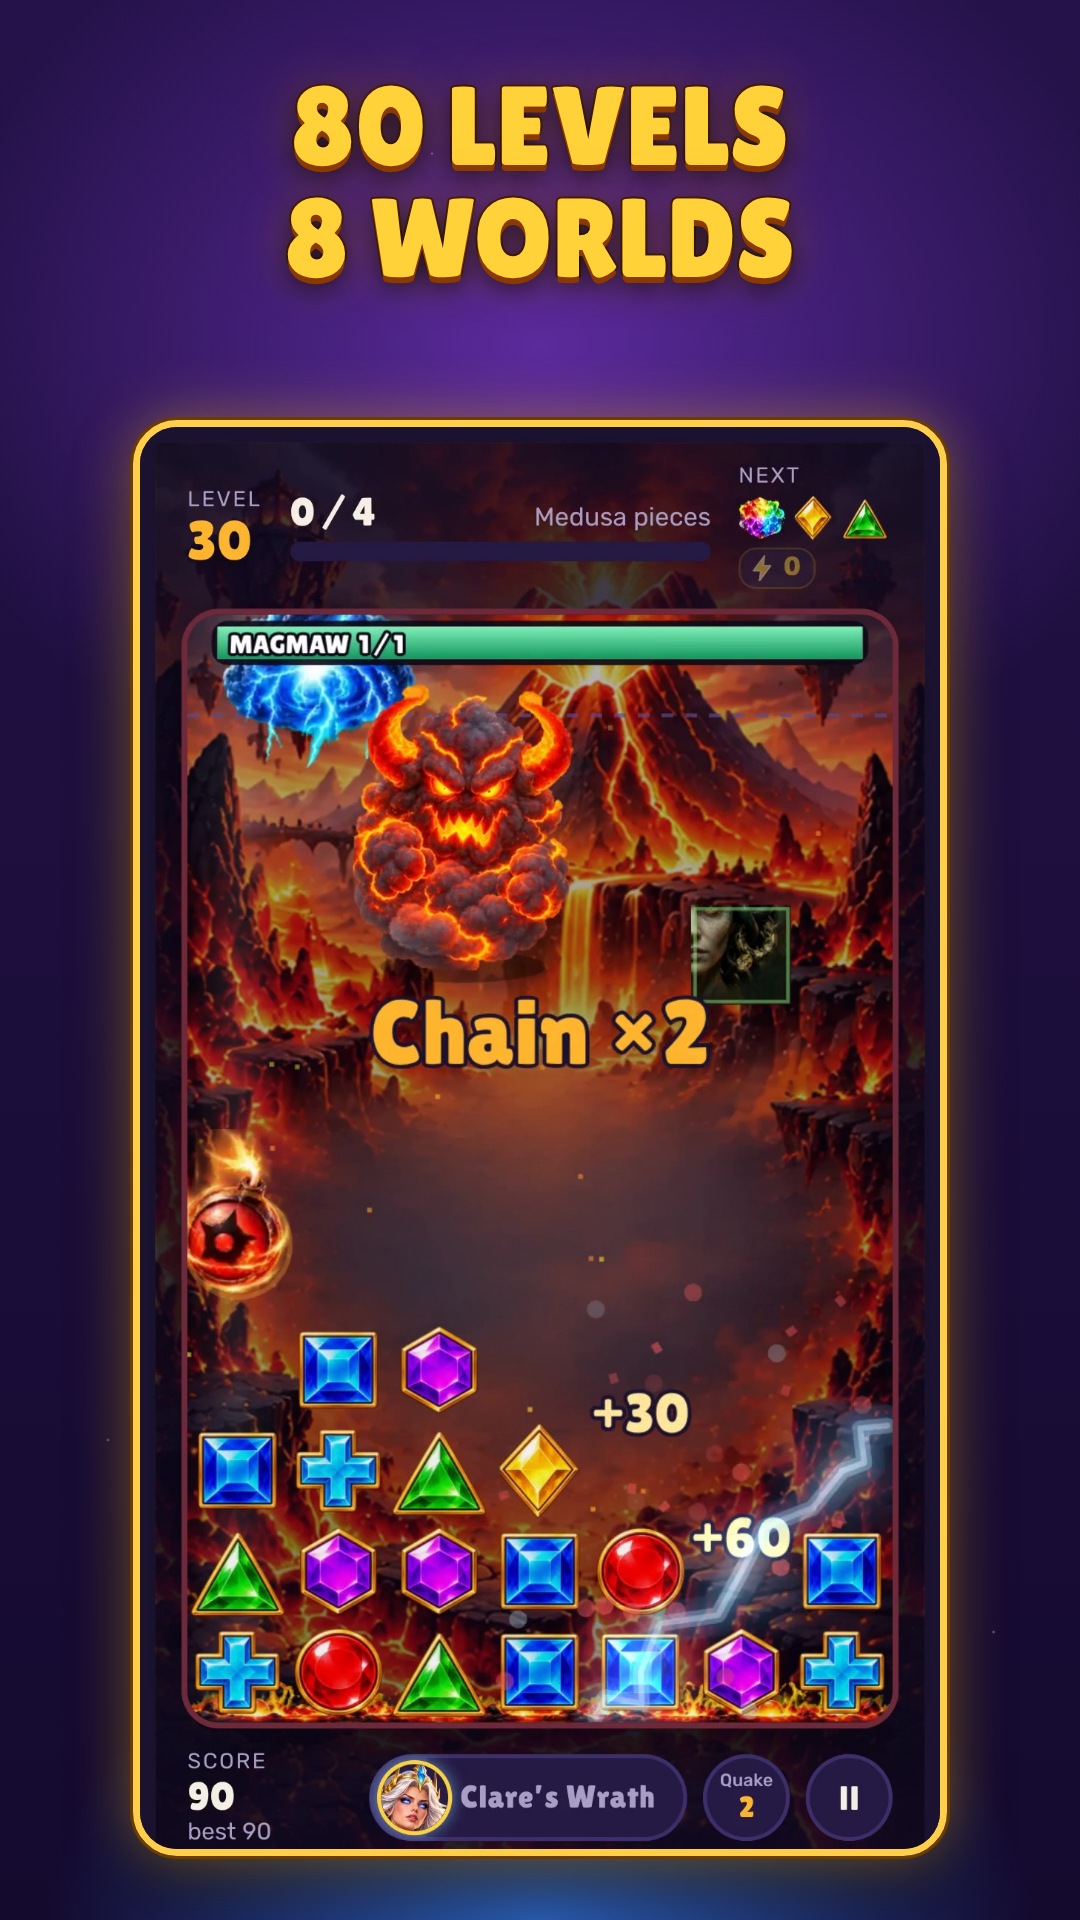 80 LEVELS
8 WORLDS
LEVEL
30
0 / 4
Medusa pieces
NEXT
0
MAGMAW 1/1
Chain ×2
+30
+60
SCORE
90
best 90
Clare's Wrath
Quake
2